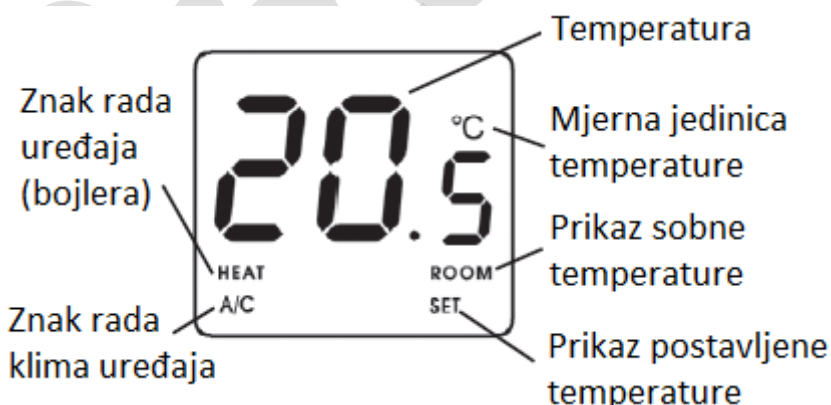 Temperatura
Znak rada
uređaja
(bojlera)
20.5
°C
Mjerna jedinica
temperature
Prikaz sobne
temperature
HEAT
ROOM
A/C
SET
Znak rada
klima uređaja
Prikaz postavljene
temperature